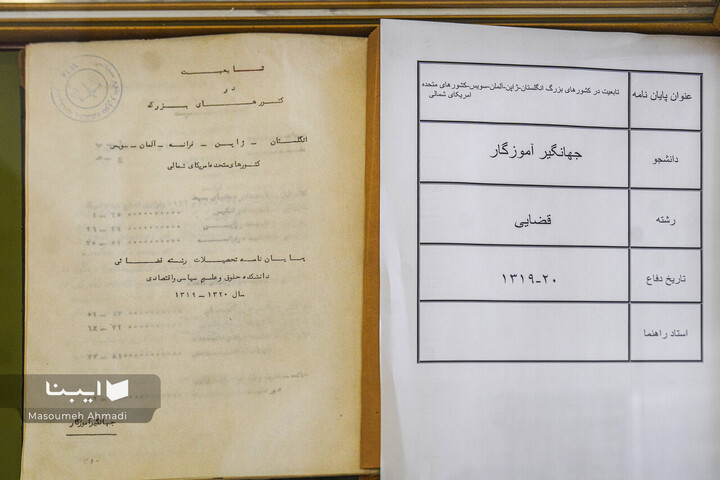 تابعیت
در
کشورهای بزرگ
انگلستان - ژاپن - فرانسه - آلمان - سویس
کشورهای متحده امریکای شمالی
پایان نامه تحصیلات رشته قضائی
دانشکده حقوق و علوم سیاسی و اقتصادی
سال ۱۳۲۰ - ۱۳۱۹
جهانگیر آموزگار
ایبنا
Masoumeh Ahmadi
عنوان پایان نامه
تابعیت در کشورهای بزرگ انگلستان-ژاپن-آلمان-سویس-کشورهای متحده
امریکای شمالی
دانشجو
جهانگیر آموزگار
رشته
قضایی
تاریخ دفاع
۱۳۱۹-۲۰
استاد راهنما